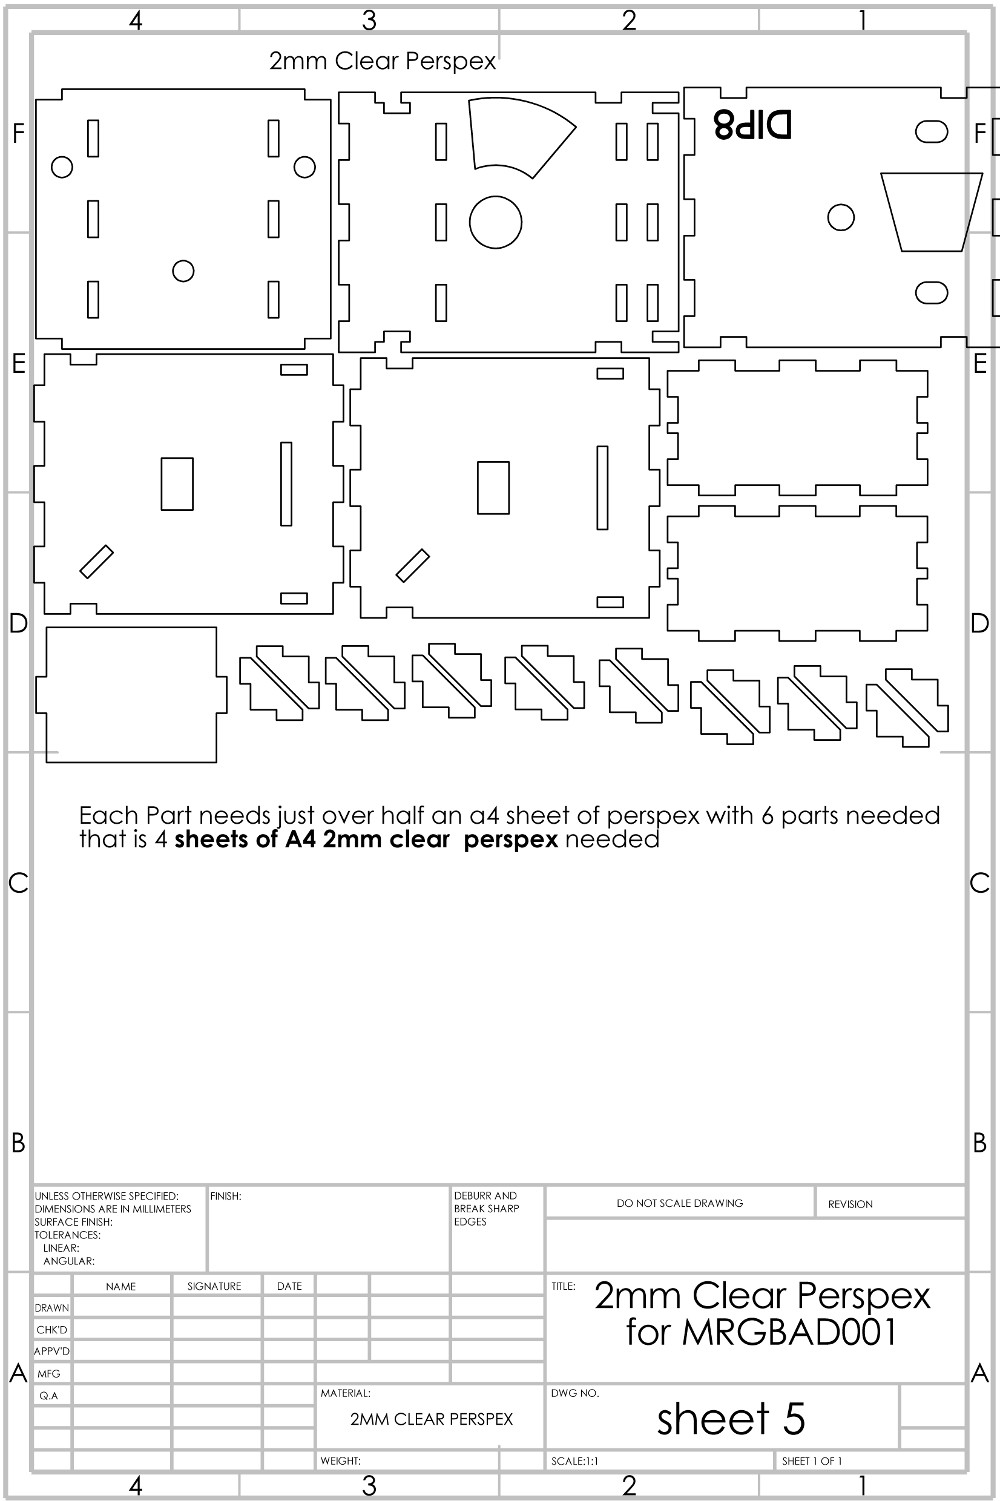 4 3 2 1
2mm Clear Perspex
F F
DIP8
E E
D D
Each Part needs just over half an a4 sheet of perspex with 6 parts needed
that is 4 sheets of A4 2mm clear perspex needed
C C
B B
UNLESS OTHERWISE SPECIFIED:
DIMENSIONS ARE IN MILLIMETERS
SURFACE FINISH:
TOLERANCES:
LINEAR:
ANGULAR:
FINISH:
DEBURR AND
BREAK SHARP
EDGES
DO NOT SCALE DRAWING
REVISION
NAME SIGNATURE DATE
DRAWN
CHK'D
APPV'D
MFG
Q.A
TITLE:
2mm Clear Perspex
for MRGBAD001
A A
MATERIAL:
2MM CLEAR PERSPEX
DWG NO.
sheet 5
WEIGHT:
SCALE:1:1
SHEET 1 OF 1
4 3 2 1